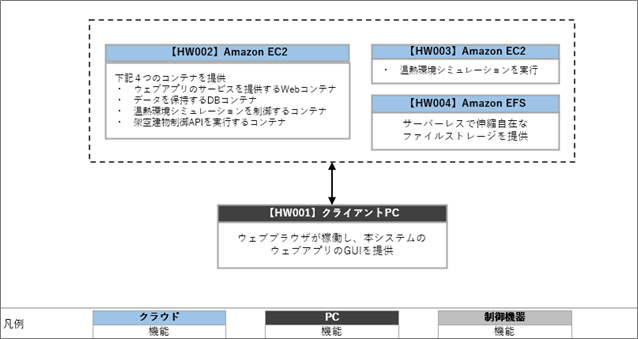 【HW002】Amazon EC2
下記４つのコンテナを提供
・ ウェブアプリのサービスを提供するWebコンテナ
・ データを保持するDBコンテナ
・ 温熱環境シミュレーションを制御するコンテナ
・ 架空建物制御APIを実行するコンテナ
【HW003】Amazon EC2
・ 温熱環境シミュレーションを実行
【HW004】Amazon EFS
サーバーレスで伸縮自在な
ファイルストレージを提供
【HW001】クライアントPC
ウェブブラウザが稼働し、本システムの
ウェブアプリのGUIを提供
凡例
クラウド
機能
PC
機能
制御機器
機能